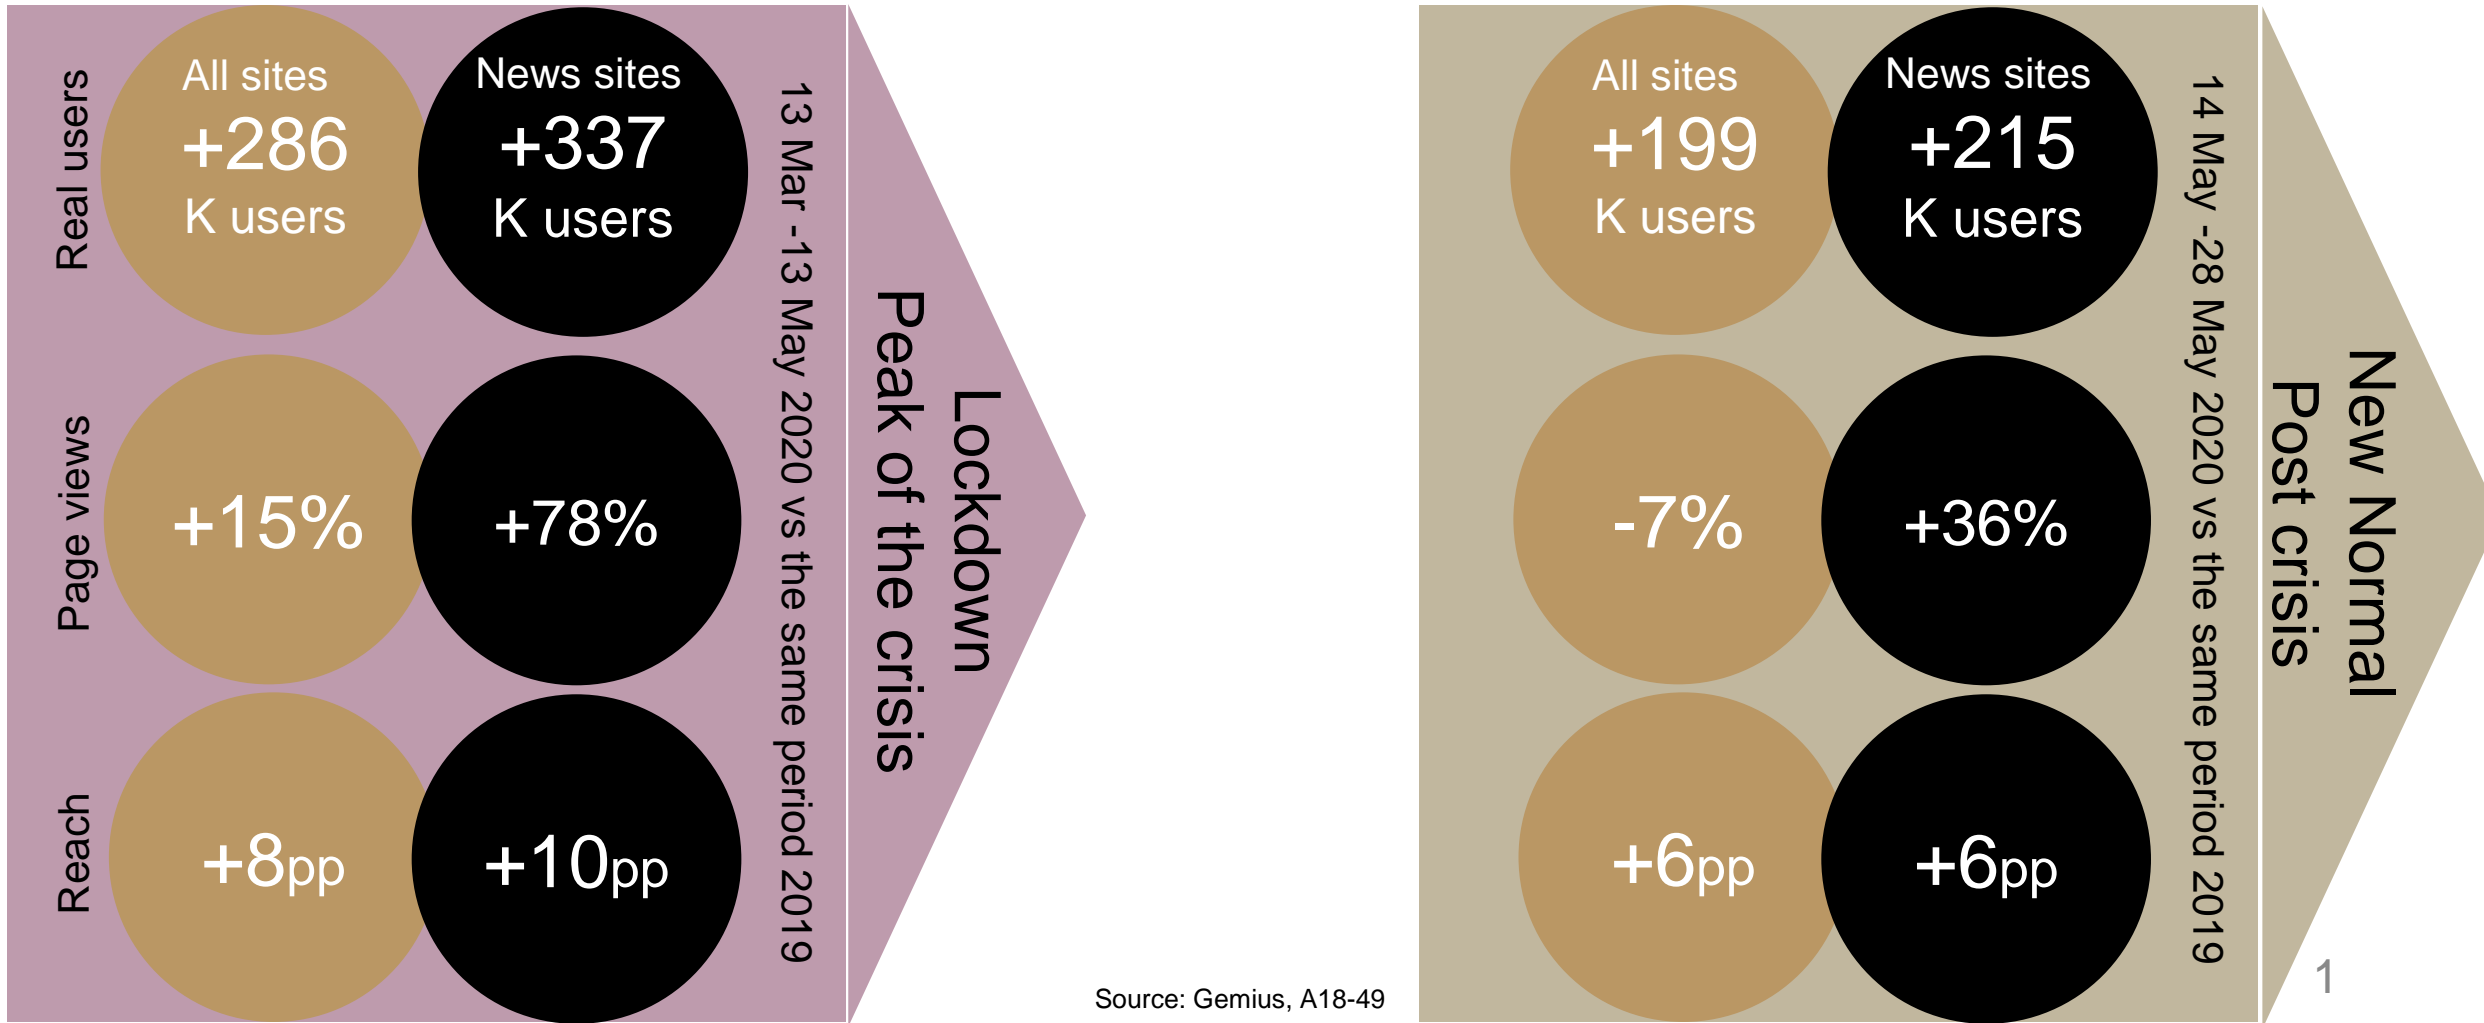 Real users
All sites
+286
K users
News sites
+337
K users
Page views
+15%
+78%
Reach
+8pp
+10pp
13 Mar -13 May 2020 vs the same period 2019
Lockdown
Peak of the crisis
All sites
+199
K users
News sites
+215
K users
-7%
+36%
+6pp
+6pp
14 May -28 May 2020 vs the same period 2019
New Normal
Post crisis
Source: Gemius, A18-49
1